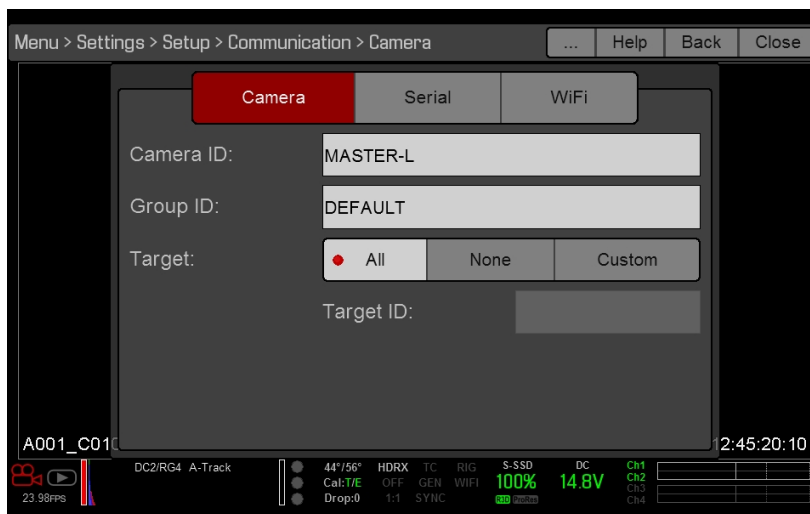 Menu > Settings > Setup > Communication > Camera
...
Help
Back
Close
Camera
Serial
WiFi
Camera ID:
MASTER-L
Group ID:
DEFAULT
Target:
All
None
Custom
Target ID:
A001_C01
2:45:20:10
DC2/RG4 A-Track
44°/56° HDRX TC RIG S-SSD DC Ch1
Cal:T/E OFF GEN WIFI 100% 14.8V Ch2
Ch3
Drop:0 1:1 SYNC R3D ProRes Ch4
23.98FPS